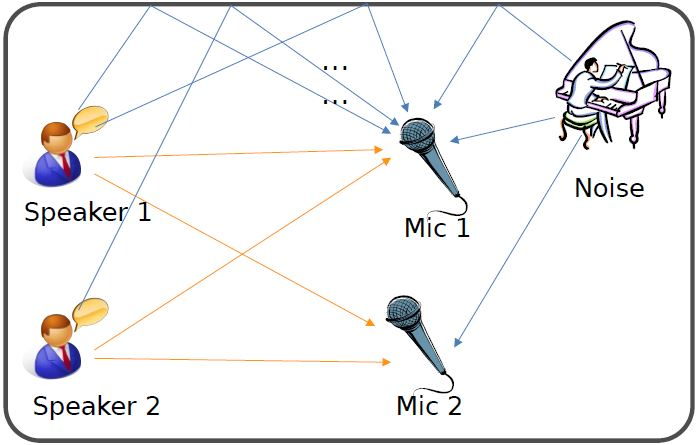 ...
...
Speaker 1
Mic 1
Noise
Speaker 2
Mic 2